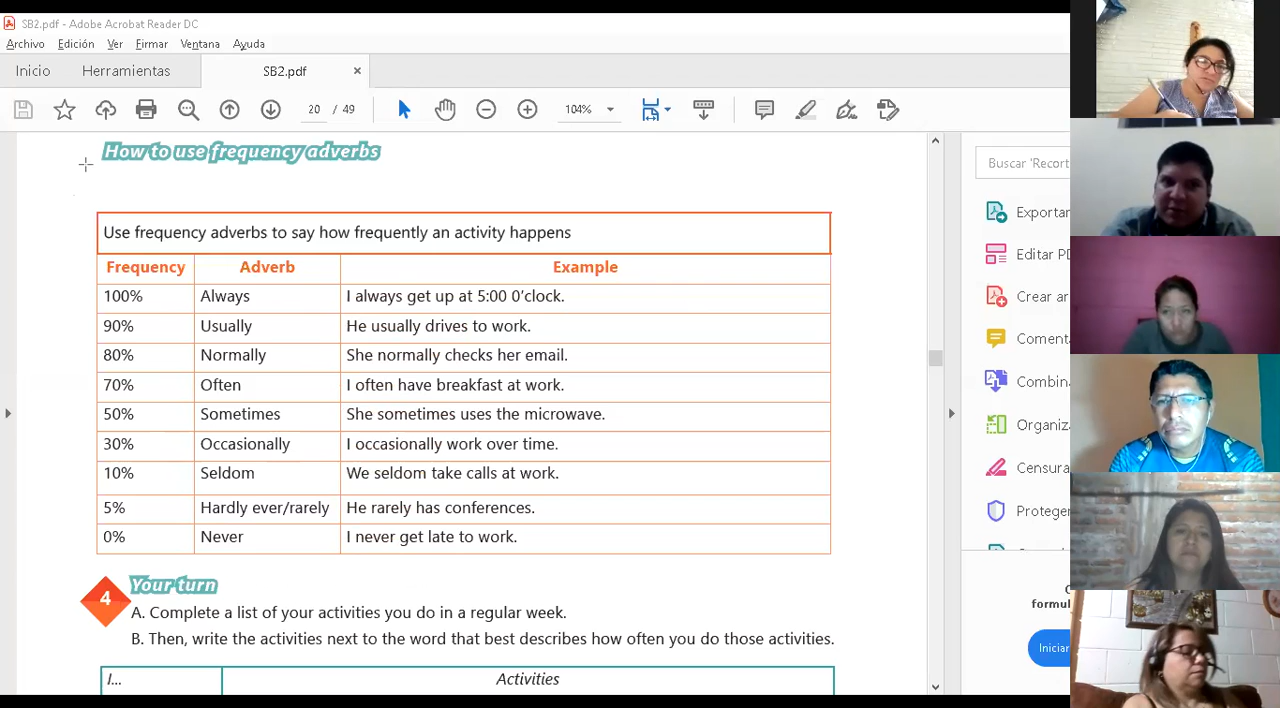 SB2.pdf - Adobe Acrobat Reader DC
Archivo Edición Ver Firmar Ventana Ayuda
Inicio Herramientas SB2.pdf ×
20 / 49 104%
How to use frequency adverbs
Buscar 'Recort
Use frequency adverbs to say how frequently an activity happens
Frequency Adverb Example
100% Always I always get up at 5:00 0'clock.
90% Usually He usually drives to work.
80% Normally She normally checks her email.
70% Often I often have breakfast at work.
50% Sometimes She sometimes uses the microwave.
30% Occasionally I occasionally work over time.
10% Seldom We seldom take calls at work.
5% Hardly ever/rarely He rarely has conferences.
0% Never I never get late to work.
4 Your turn
A. Complete a list of your activities you do in a regular week.
B. Then, write the activities next to the word that best describes how often you do those activities.
I... Activities
Exportar
Editar PD
Crear ar
Comenta
Combina
Organiza
Censura
Proteger
formul
Iniciar